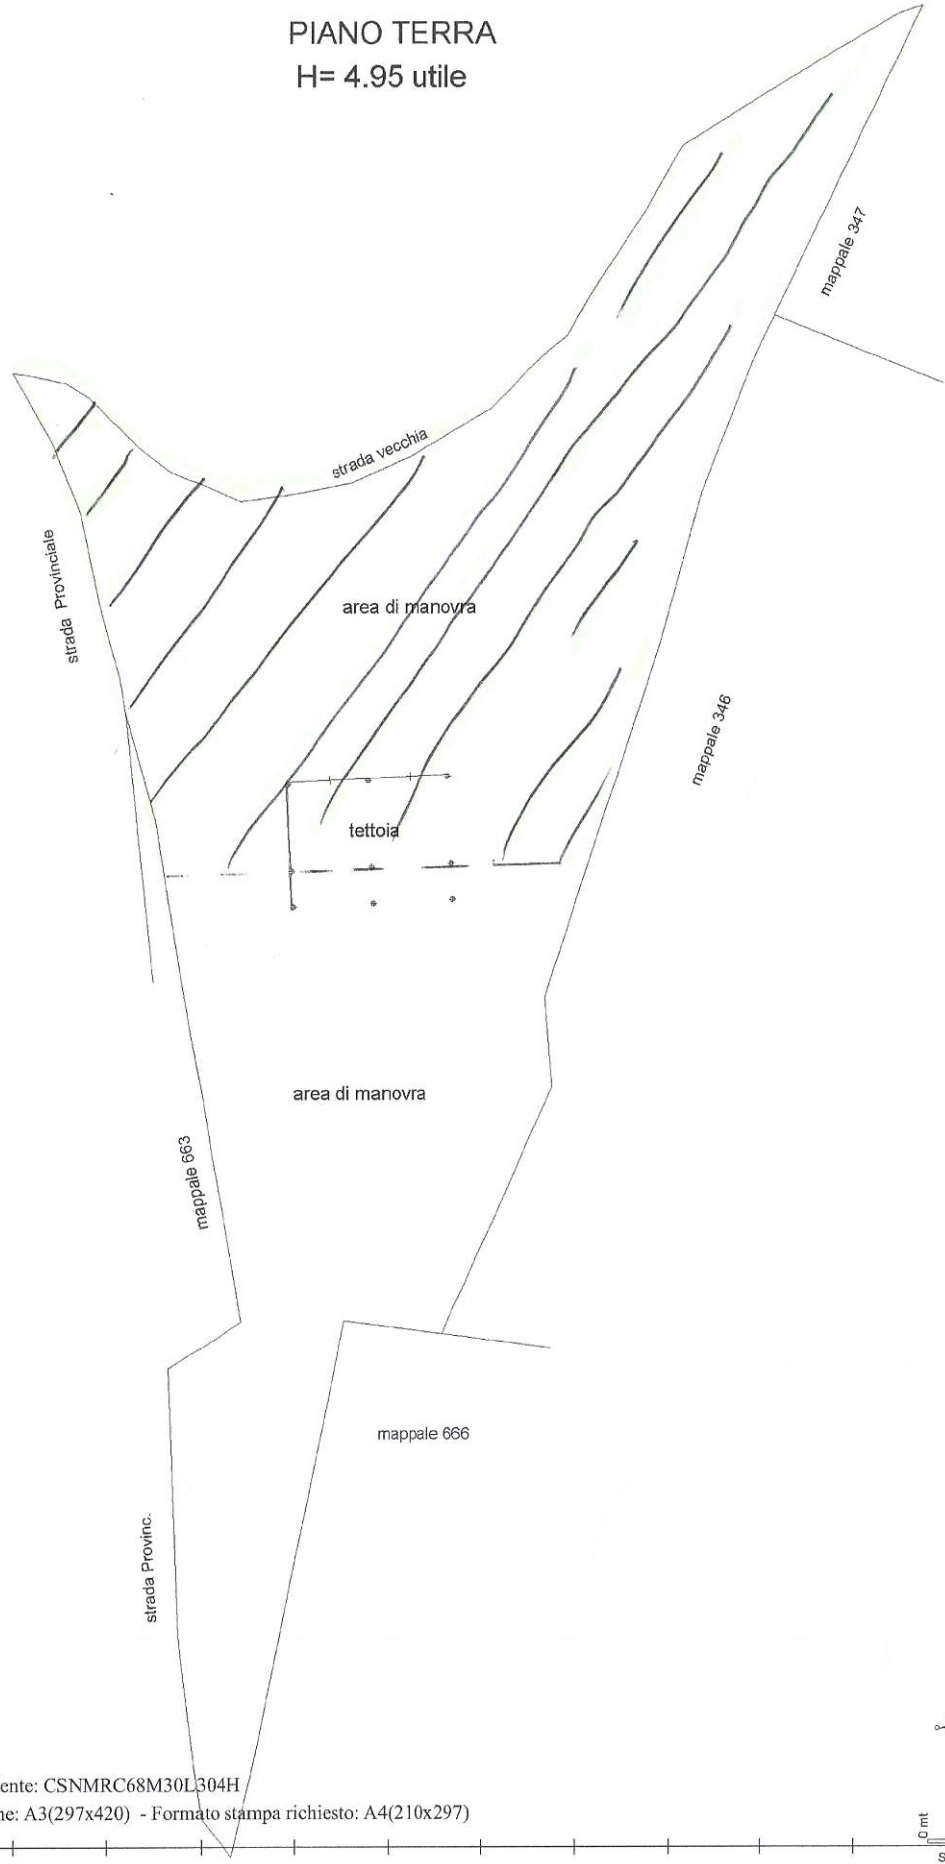 PIANO TERRA
H= 4.95 utile
mappale 347
strada vecchia
strada Provinciale
area di manovra
mappale 346
tettoia
area di manovra
mappale 663
mappale 666
strada Provinc.
ente: CSNMRC68M30L304H
ne: A3(297x420) - Formato stampa richiesto: A4(210x297)
0 mt